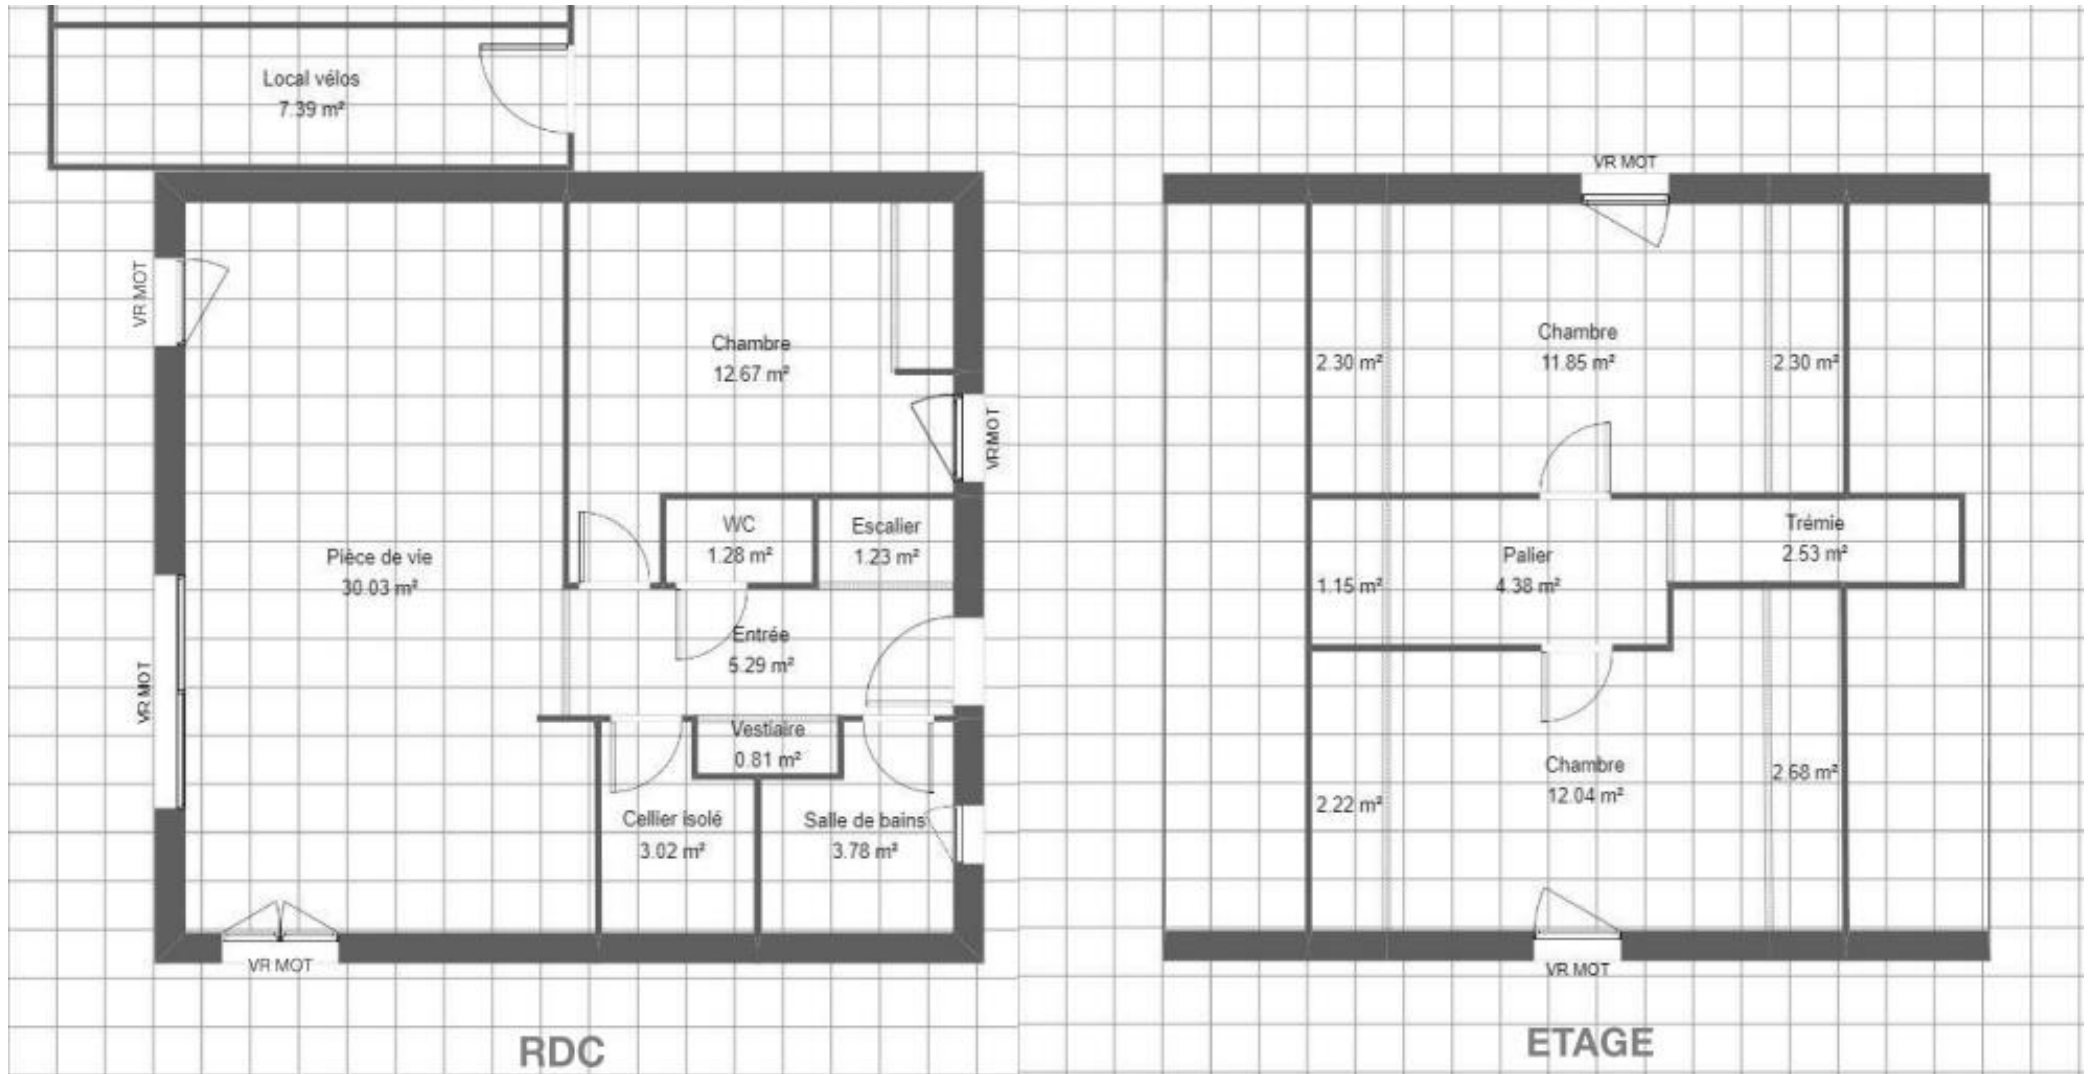 Local vélos
7.39 m²
VR MOT
Chambre
12.67 m²
VR MOT
WC
1.28 m²
Escalier
1.23 m²
Pièce de vie
30.03 m²
Entrée
5.29 m²
VR MOT
Vestiaire
0.81 m²
Cellier isolé
3.02 m²
Salle de bains
3.78 m²
VR MOT
RDC
VR MOT
2.30 m²
Chambre
11.85 m²
2.30 m²
Trémie
2.53 m²
Palier
4.38 m²
1.15 m²
Chambre
12.04 m²
2.68 m²
2.22 m²
VR MOT
ETAGE